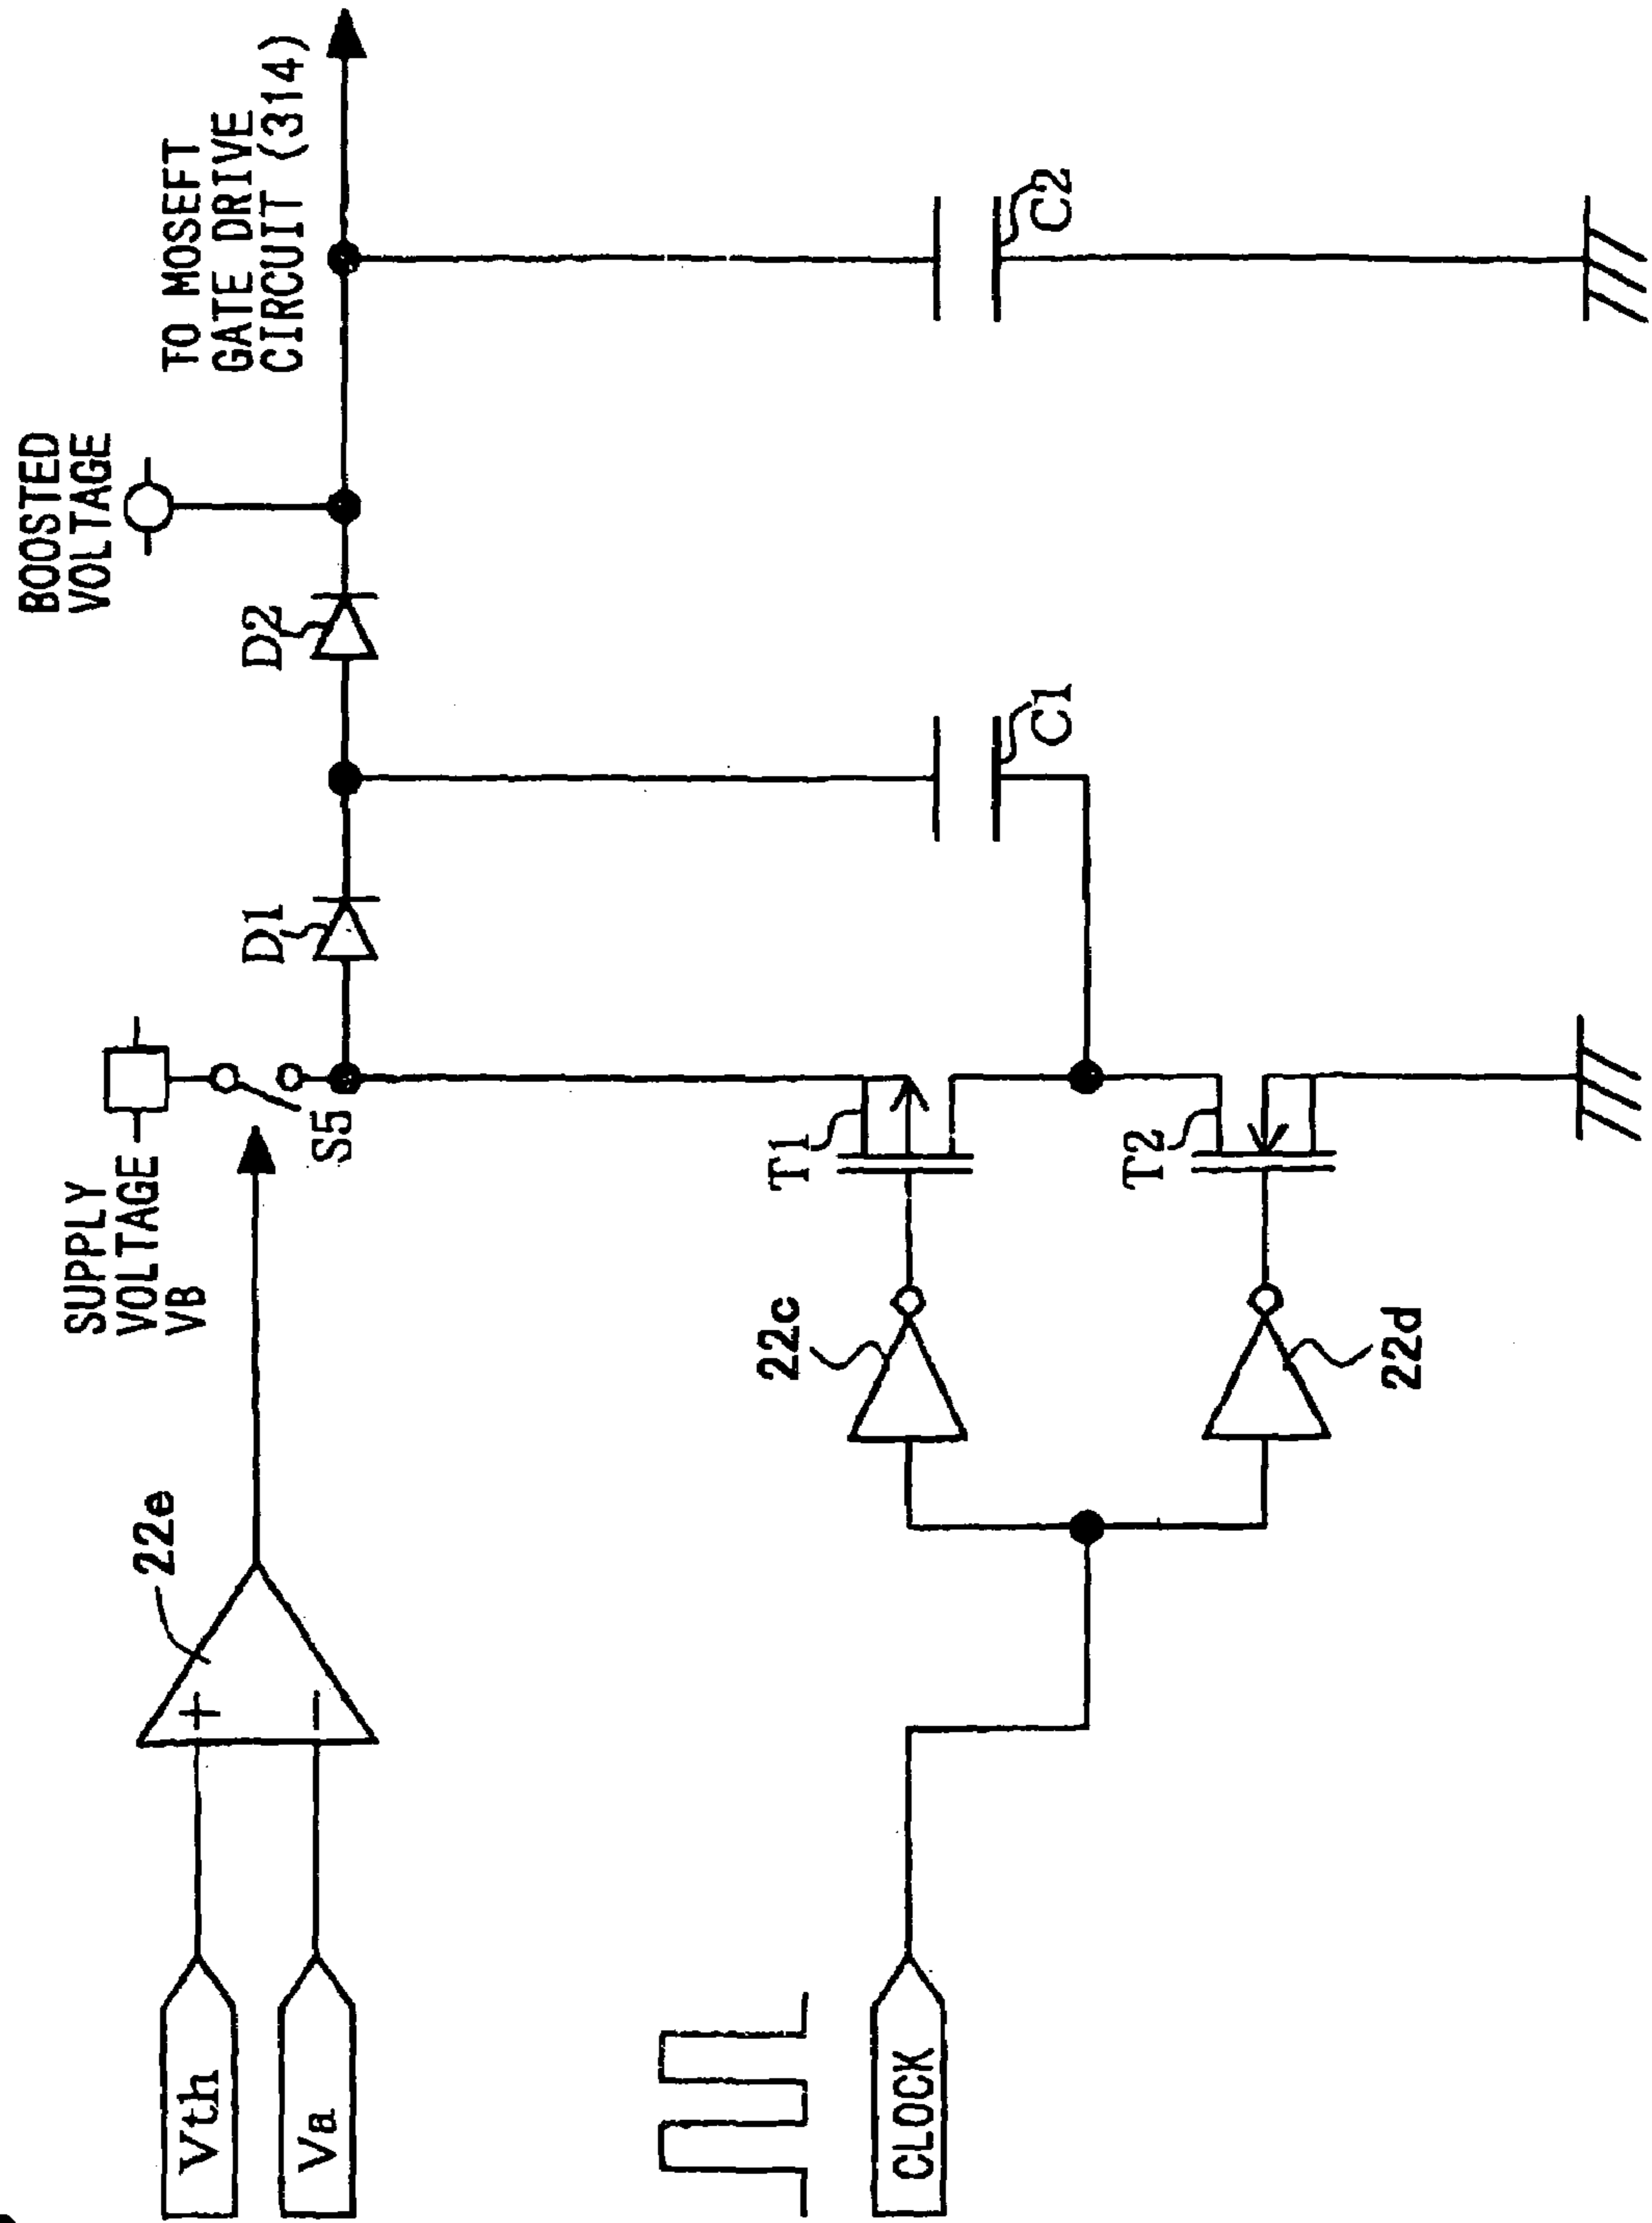 BOOSTED
VOLTAGE
TO MOSEFT
GATE DRIVE
CIRCUIT (314)
SUPPLY
VOLTAGE
VB
22e
Vth
Va
+
−
S5
D1
D2
C1
C2
T1
T2
22c
22d
CLOCK